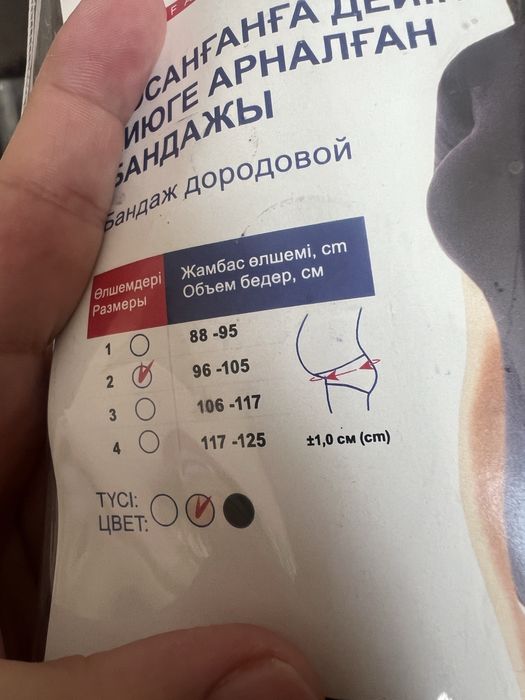 ДЕЙІН
АРНАЛҒАН
БАНДАЖЫ
Бандаж дородовой
Өлшемдері
Размеры
Жамбас өлшемі, cm
Объем бедер, см
1 88 -95
2 96 -105
3 106 -117
4 117 -125
±1,0 см (cm)
ТҮСІ:
ЦВЕТ: